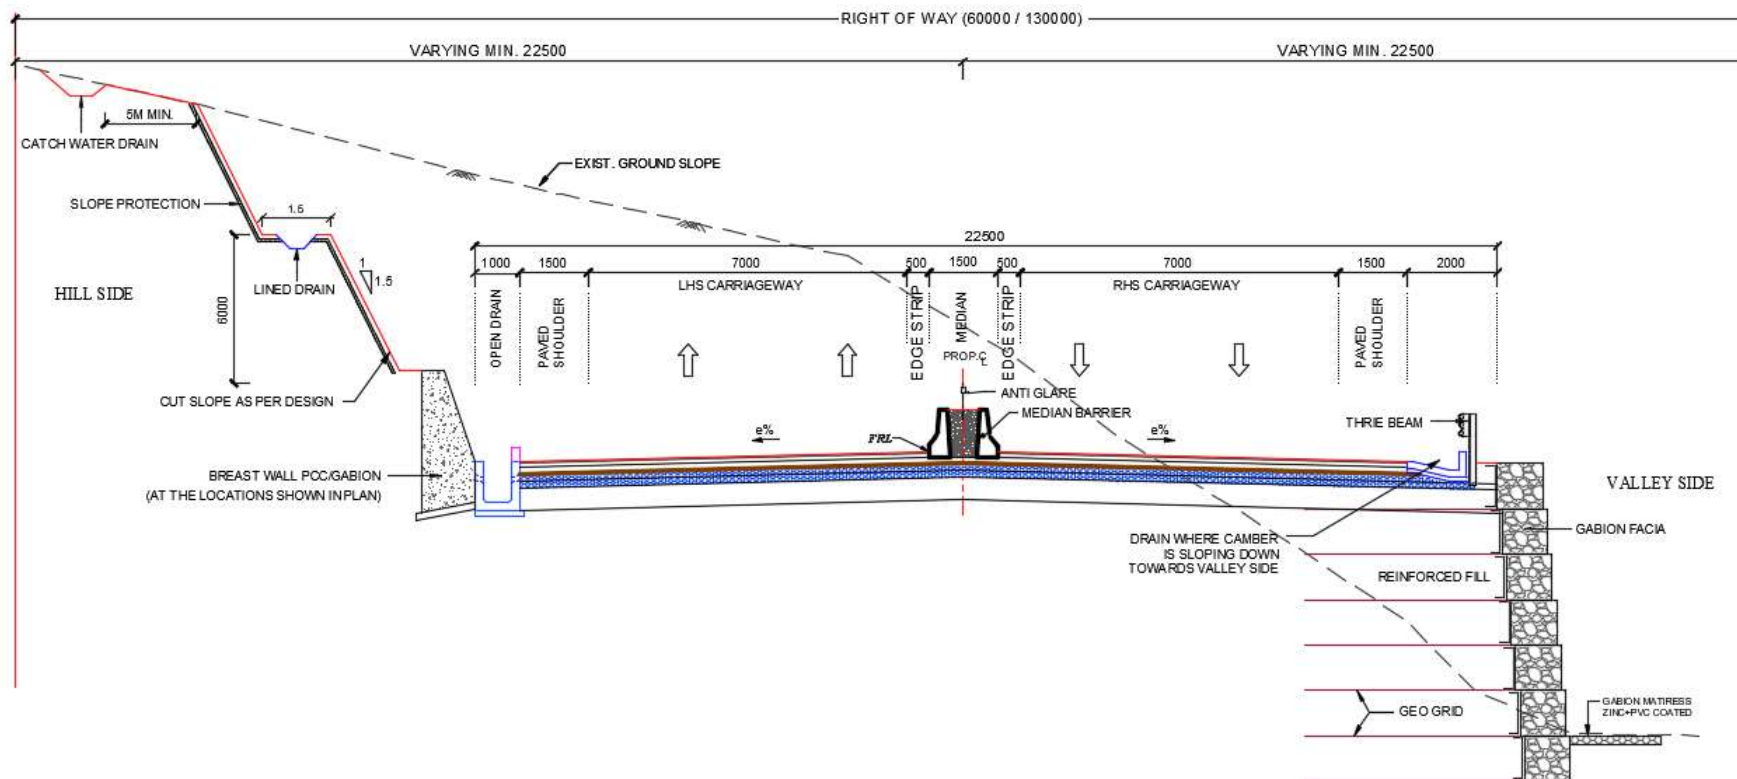 RIGHT OF WAY (60000 / 130000)
VARYING MIN. 22500
VARYING MIN. 22500
5M MIN.
CATCH WATER DRAIN
EXIST. GROUND SLOPE
SLOPE PROTECTION
1.5
22500
1000
1500
7000
500
1500
500
7000
1500
2000
1
1.5
LINED DRAIN
HILL SIDE
6000
OPEN DRAIN
PAVED
SHOULDER
LHS CARRIAGEWAY
EDGE STRIP
MEDIAN
EDGE STRIP
RHS CARRIAGEWAY
PAVED
SHOULDER
PROP.C
L
CUT SLOPE AS PER DESIGN
ANTI GLARE
MEDIAN BARRIER
THRIE BEAM
e%
FRL
e%
BREAST WALL PCC/GABION
(AT THE LOCATIONS SHOWN IN PLAN)
VALLEY SIDE
GABION FACIA
DRAIN WHERE CAMBER
IS SLOPING DOWN
TOWARDS VALLEY SIDE
REINFORCED FILL
GEO GRID
GABION MATIRESS
ZINC+PVC COATED